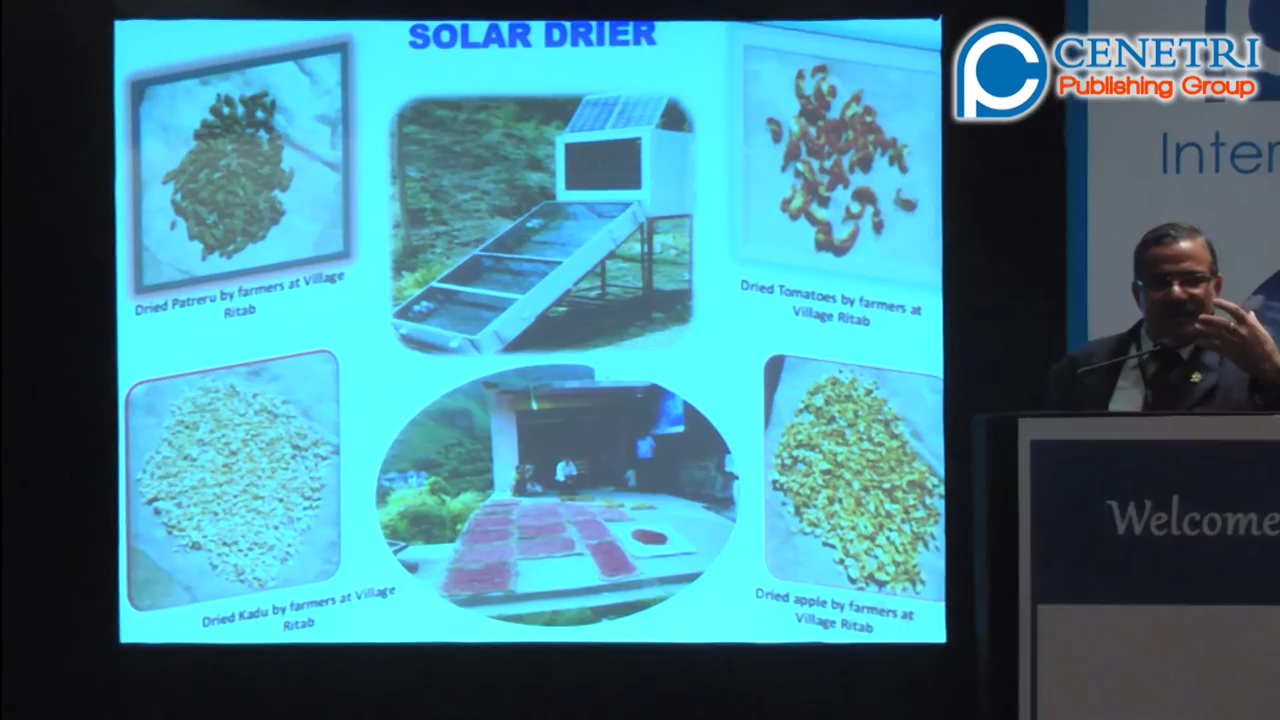 SOLAR DRIER
CENETRI
Publishing Group
Inter
Dried Patreru by farmers at Village
Ritab
Dried Tomatoes by farmers at
Village Ritab
Dried Kadu by farmers at Village
Ritab
Dried apple by farmers at
Village Ritab
Welcome